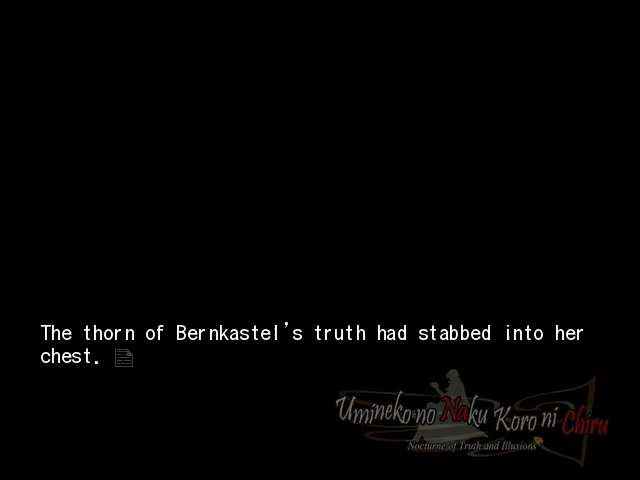 The thorn of Bernkastel's truth had stabbed into her
chest.
Umineko no Naku Koro ni Chiru
Nocturne of Truth and Illusions